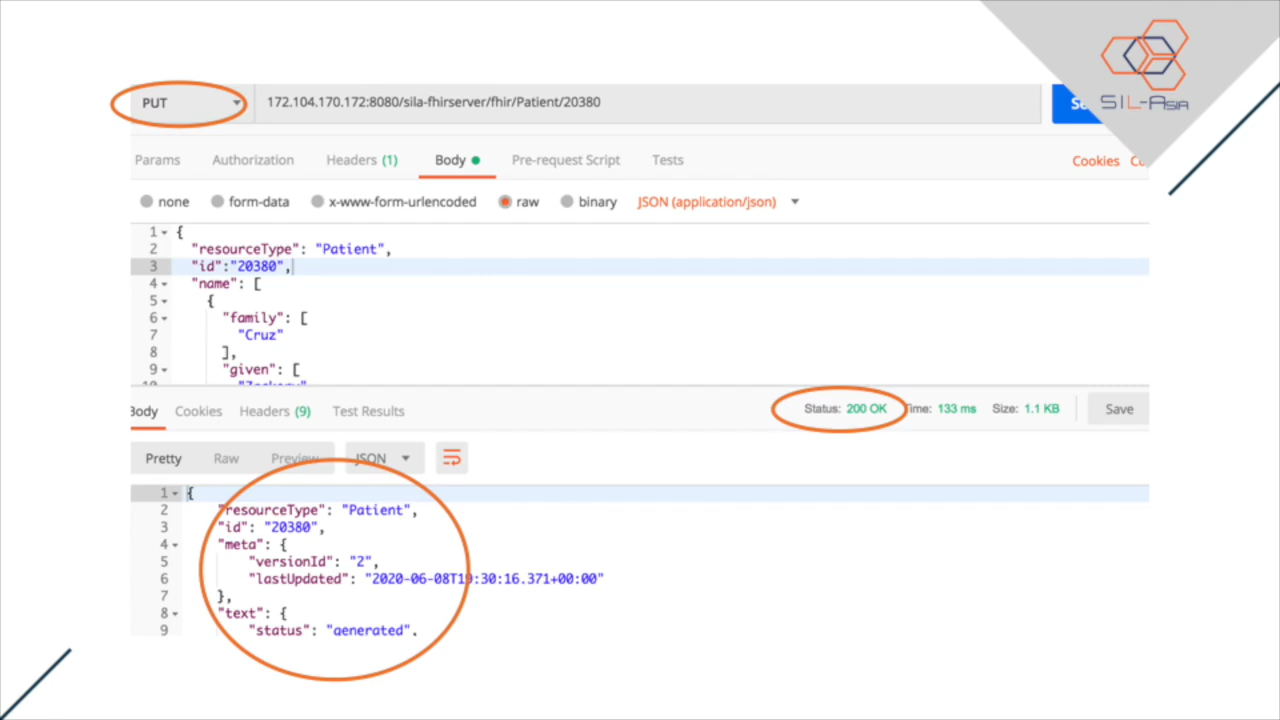 SIL-Asia
PUT
172.104.170.172:8080/sila-fhirserver/fhir/Patient/20380
Params Authorization Headers (1) Body Pre-request Script Tests
Cookies
none form-data x-www-form-urlencoded raw binary JSON (application/json)
1 {
2 "resourceType": "Patient",
3 "id":"20380",
4 "name": [
5 {
6 "family": [
7 "Cruz"
8 ],
9 "given": [
Body Cookies Headers (9) Test Results
Status: 200 OK Time: 133 ms Size: 1.1 KB Save
Pretty Raw Preview JSON
1 {
2 "resourceType": "Patient",
3 "id": "20380",
4 "meta": {
5 "versionId": "2",
6 "lastUpdated": "2020-06-08T19:30:16.371+00:00"
7 },
8 "text": {
9 "status": "generated",